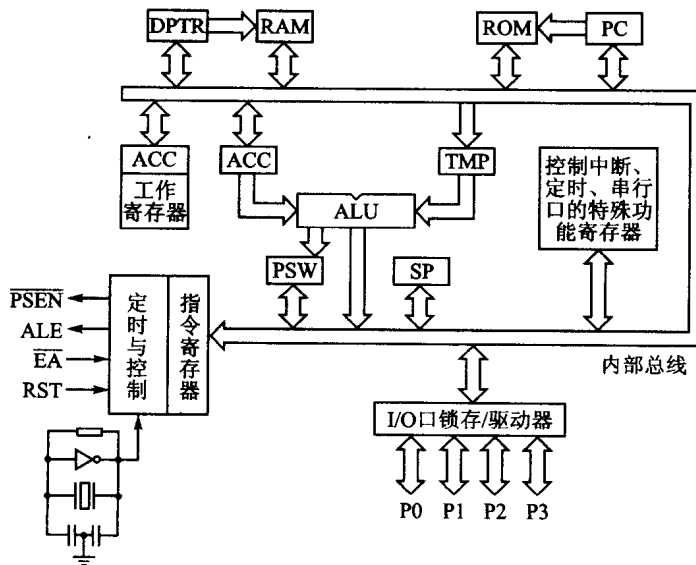 DPTR
RAM
ROM
PC
ACC
工作
寄存器
ACC
TMP
控制中断、
定时、串行
口的特殊功
能寄存器
ALU
PSW
SP
PSEN
ALE
EA
RST
定时与控制
指令寄存器
内部总线
I/O口锁存/驱动器
P0
P1
P2
P3